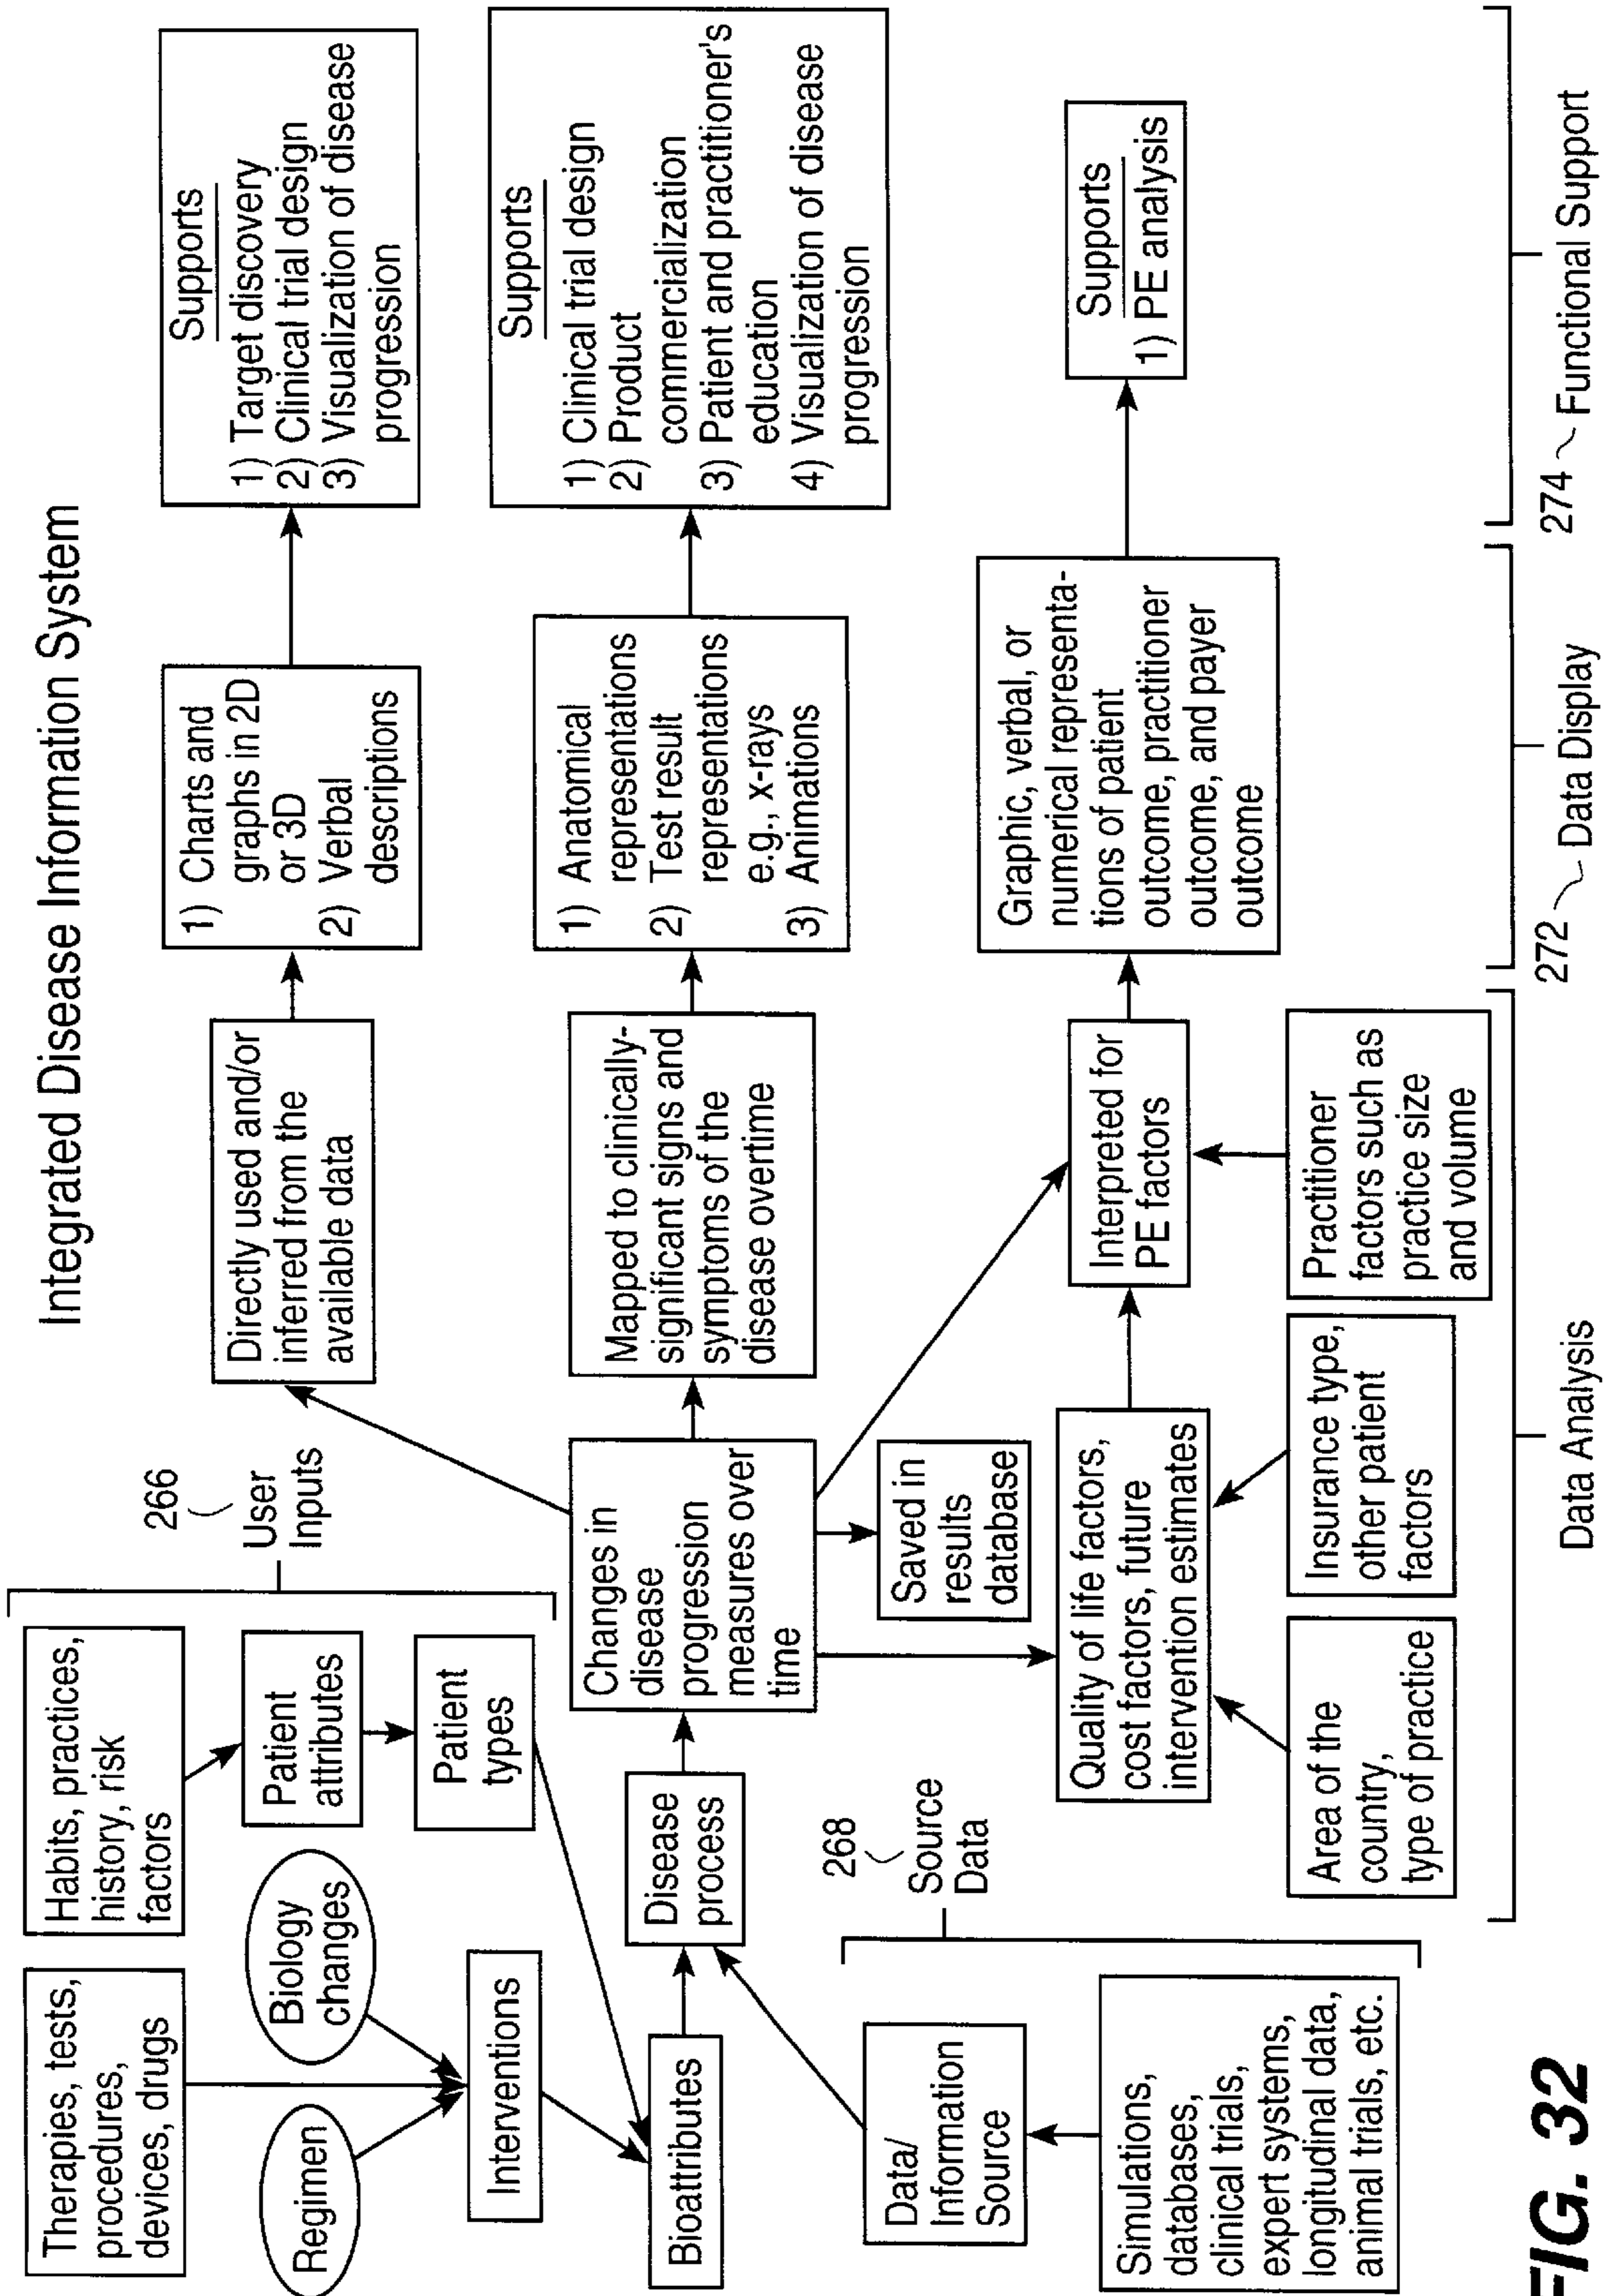 Integrated Disease Information System
Therapies, tests,
procedures,
devices, drugs
Regimen
Biology
changes
Interventions
Bioattributes
Habits, practices,
history, risk
factors
Patient
attributes
Patient
types
266
User
Inputs
Disease
process
Data/
Information
Source
Simulations,
databases,
clinical trials,
expert systems,
longitudinal data,
animal trials, etc.
268
Source
Data
Changes in
disease
progression
measures over
time
Saved in
results
database
Directly used and/or
inferred from the
available data
Mapped to clinically-
significant signs and
symptoms of the
disease overtime
Quality of life factors,
cost factors, future
intervention estimates
Area of the
country,
type of practice
Insurance type,
other patient
factors
Interpreted for
PE factors
Practitioner
factors such as
practice size
and volume
Data Analysis
1) Charts and
graphs in 2D
or 3D
2) Verbal
descriptions
1) Anatomical
representations
2) Test result
representations
e.g., x-rays
3) Animations
Graphic, verbal, or
numerical representa-
tions of patient
outcome, practitioner
outcome, and payer
outcome
272 Data Display
Supports
1) Target discovery
2) Clinical trial design
3) Visualization of disease
progression
Supports
1) Clinical trial design
2) Product
commercialization
3) Patient and practitioner's
education
4) Visualization of disease
progression
Supports
1) PE analysis
274 Functional Support
FIG. 32